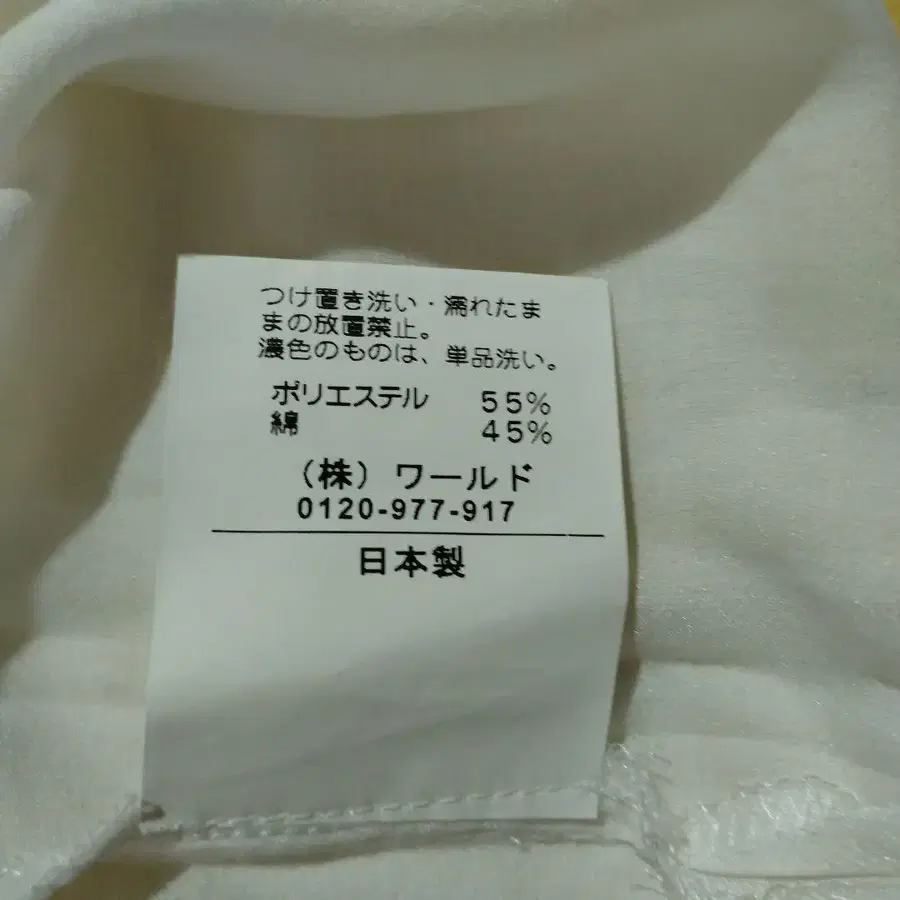 つけ置き洗い・濡れたま
まの放置禁止。
濃色のものは、単品洗い。
ポリエステル 55%
綿 45%
（株）ワールド
0120-977-917
日本製